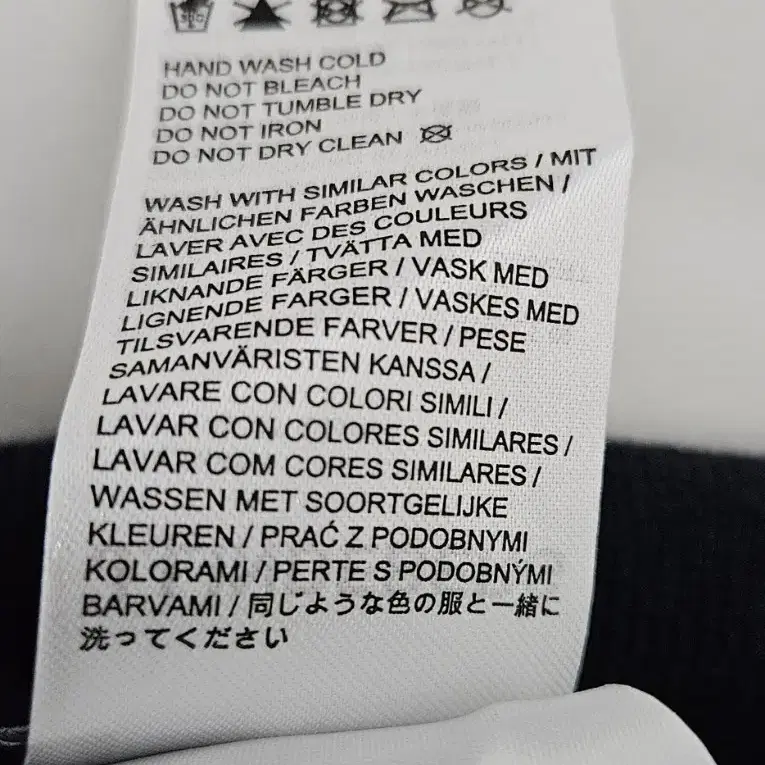 HAND WASH COLD
DO NOT BLEACH
DO NOT TUMBLE DRY
DO NOT IRON
DO NOT DRY CLEAN
WASH WITH SIMILAR COLORS / MIT
ÄHNLICHEN FARBEN WASCHEN /
LAVER AVEC DES COULEURS
SIMILAIRES / TVÄTTA MED
LIKNANDE FÄRGER / VASK MED
LIGNENDE FARGER / VASKES MED
TILSVARENDE FARVER / PESE
SAMANVÄRISTEN KANSSA /
LAVARE CON COLORI SIMILI /
LAVAR CON COLORES SIMILARES /
LAVAR COM CORES SIMILARES /
WASSEN MET SOORTGELIJKE
KLEUREN / PRAĆ Z PODOBNYMI
KOLORAMI / PERTE S PODOBNÝMI
BARVAMI / 同じような色の服と一緒に
洗ってください